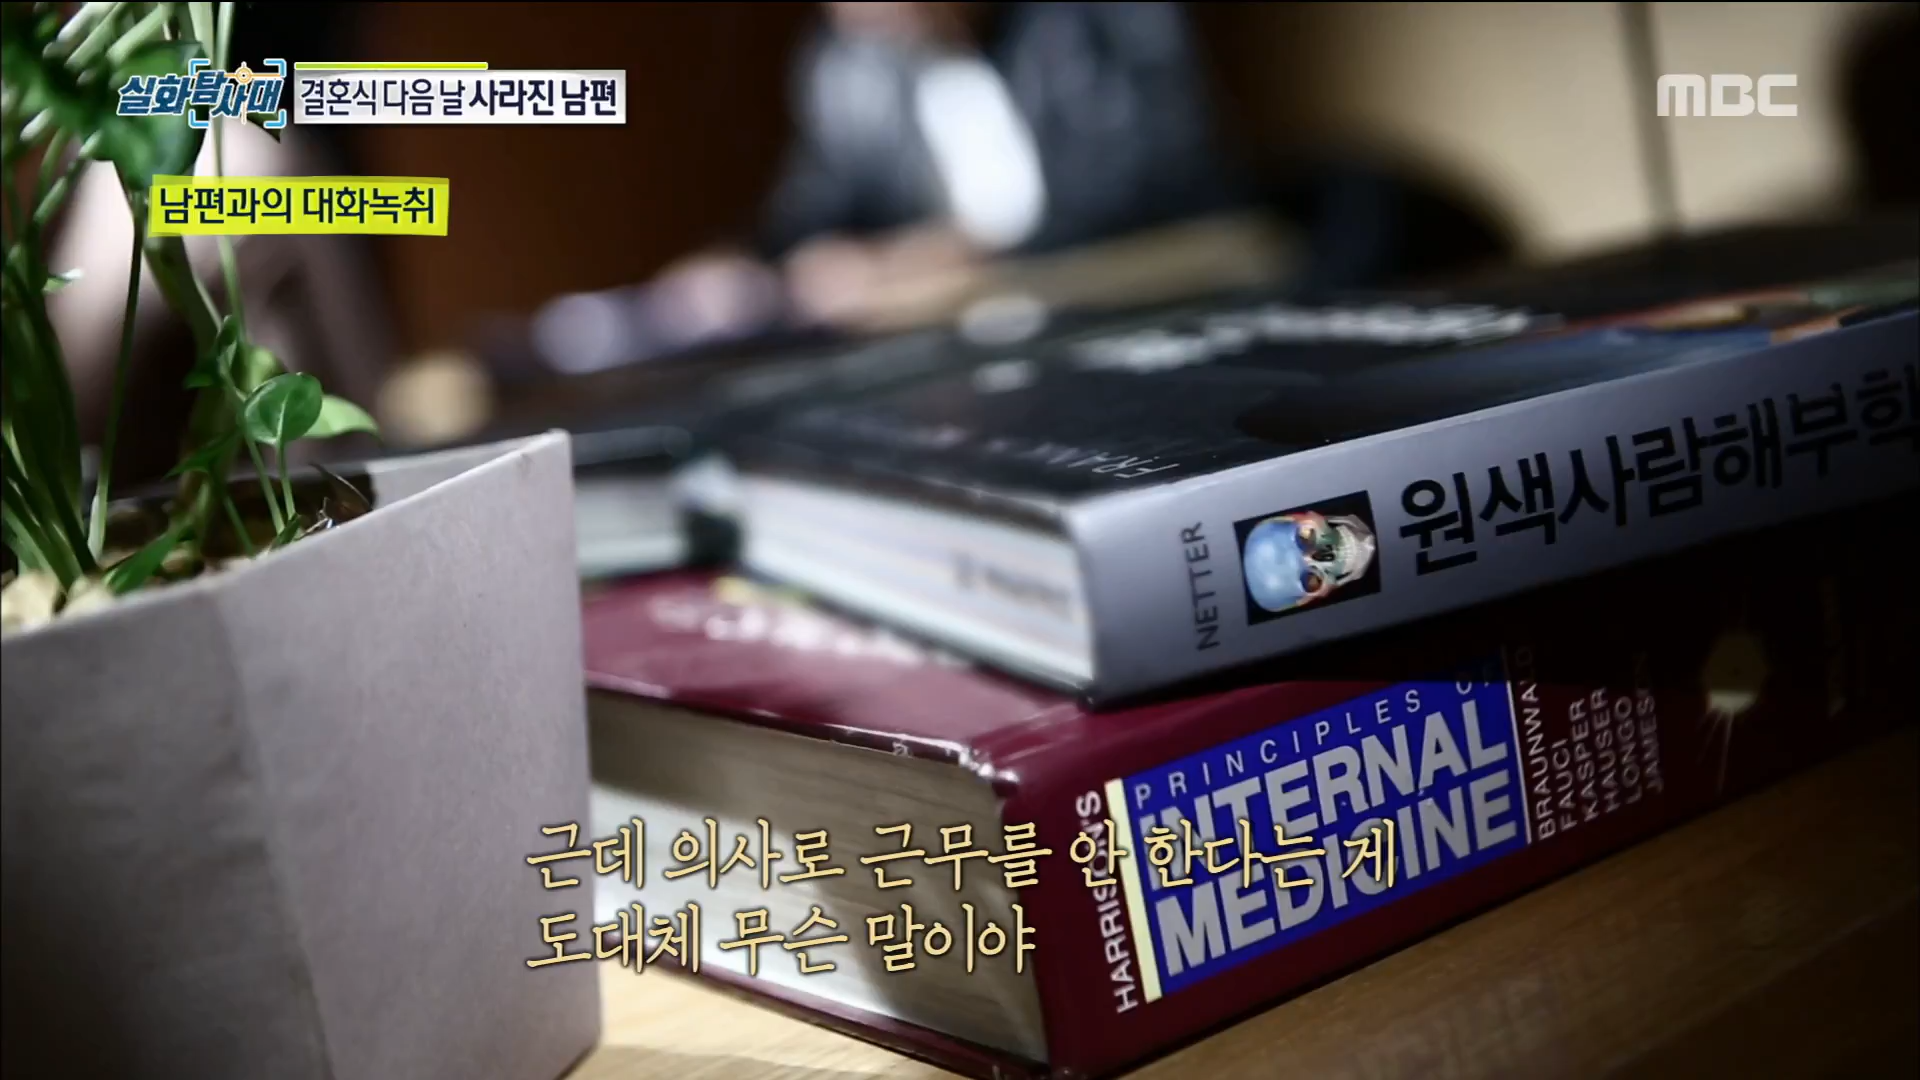 실화탐사대
결혼식 다음 날 사라진 남편
MBC
남편과의 대화녹취
NETTER
원색사람해부학
HARRISON'S
PRINCIPLES OF
INTERNAL
MEDICINE
BRAUNWALD
FAUCI
KASPER
HAUSER
LONGO
JAMESON
근데 의사로 근무를 안 한다는 게
도대체 무슨 말이야